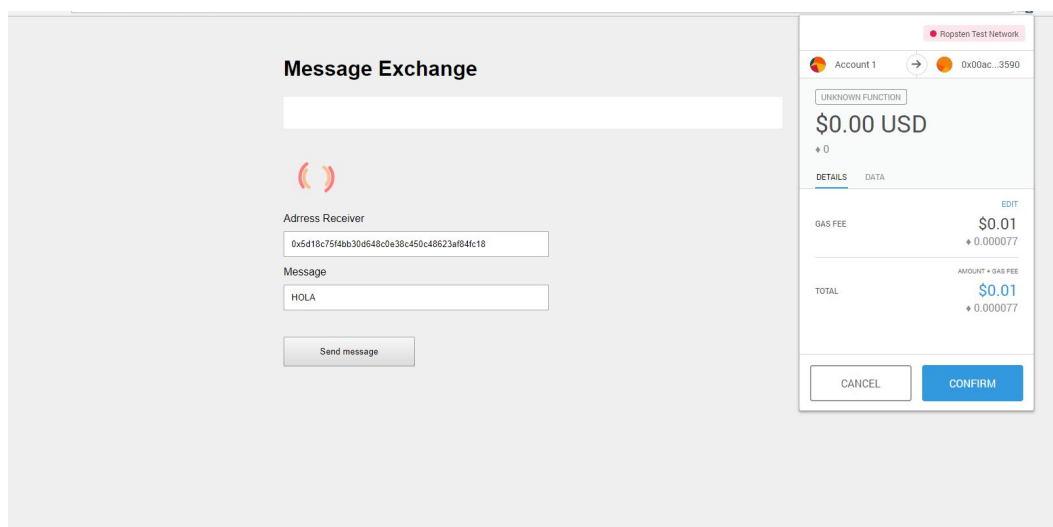 Message Exchange
Adrress Receiver
0x5d18c75f4bb30d648c0e38c450c48623af84fc18
Message
HOLA
Send message
Ropsten Test Network
Account 1
0x00ac...3590
UNKNOWN FUNCTION
$0.00 USD
0
DETAILS DATA
EDIT
GAS FEE $0.01
0.000077
AMOUNT + GAS FEE
TOTAL $0.01
0.000077
CANCEL CONFIRM